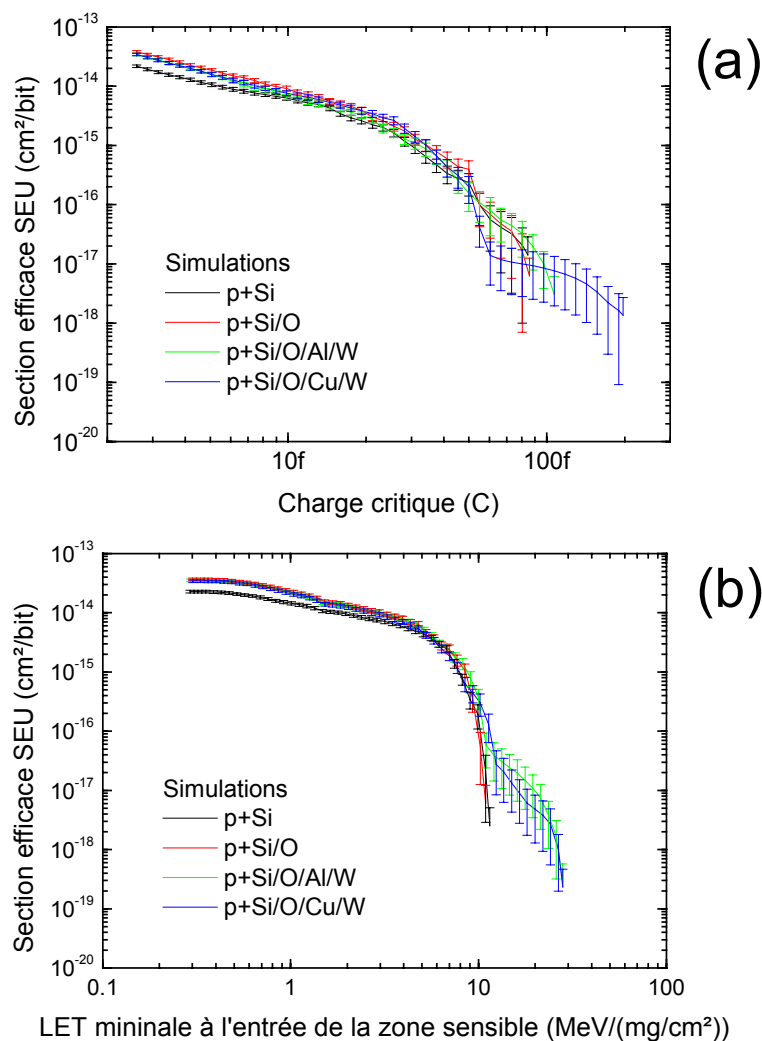 (a)
Section efficace SEU (cm²/bit)
10⁻¹³
10⁻¹⁴
10⁻¹⁵
10⁻¹⁶
10⁻¹⁷
10⁻¹⁸
10⁻¹⁹
10⁻²⁰
Simulations
p+Si
p+Si/O
p+Si/O/Al/W
p+Si/O/Cu/W
10f
100f
Charge critique (C)
(b)
Section efficace SEU (cm²/bit)
10⁻¹³
10⁻¹⁴
10⁻¹⁵
10⁻¹⁶
10⁻¹⁷
10⁻¹⁸
10⁻¹⁹
10⁻²⁰
Simulations
p+Si
p+Si/O
p+Si/O/Al/W
p+Si/O/Cu/W
0.1
1
10
100
LET mininale à l'entrée de la zone sensible (MeV/(mg/cm²))